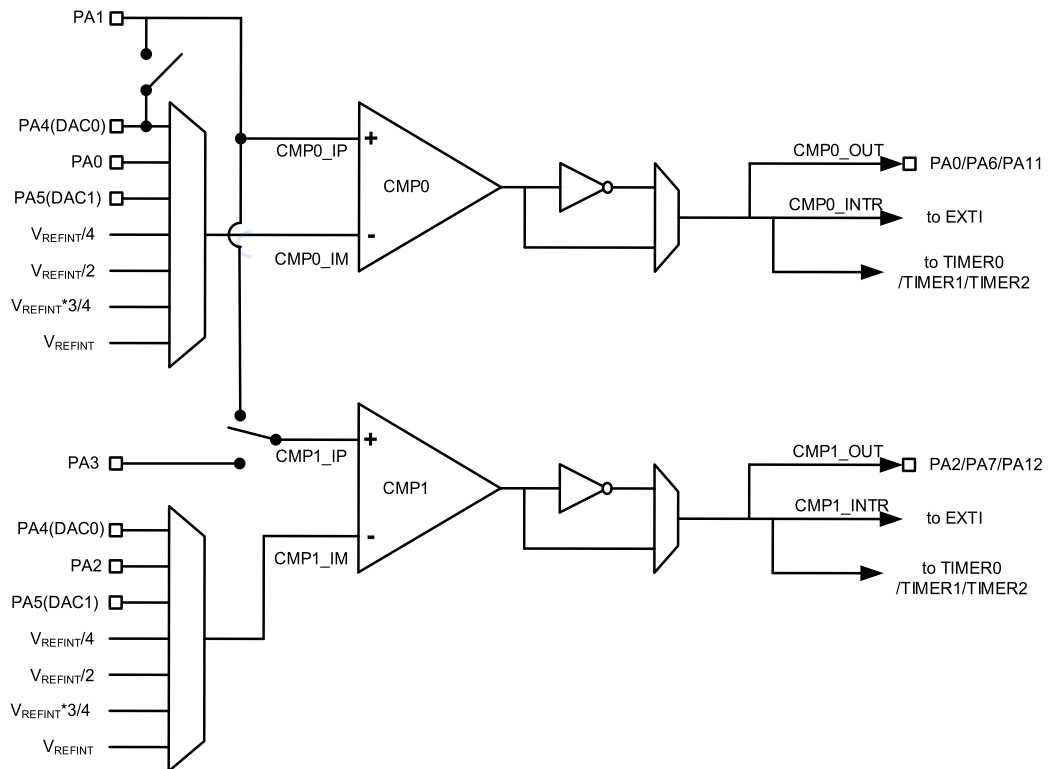 PA1
PA4(DAC0)
PA0
PA5(DAC1)
VREFINT/4
VREFINT/2
VREFINT*3/4
VREFINT
CMP0_IP
+
CMP0
-
CMP0_IM
CMP0_OUT
PA0/PA6/PA11
CMP0_INTR
to EXTI
to TIMER0
/TIMER1/TIMER2
PA3
CMP1_IP
+
CMP1
-
CMP1_IM
CMP1_OUT
PA2/PA7/PA12
CMP1_INTR
to EXTI
to TIMER0
/TIMER1/TIMER2
PA4(DAC0)
PA2
PA5(DAC1)
VREFINT/4
VREFINT/2
VREFINT*3/4
VREFINT